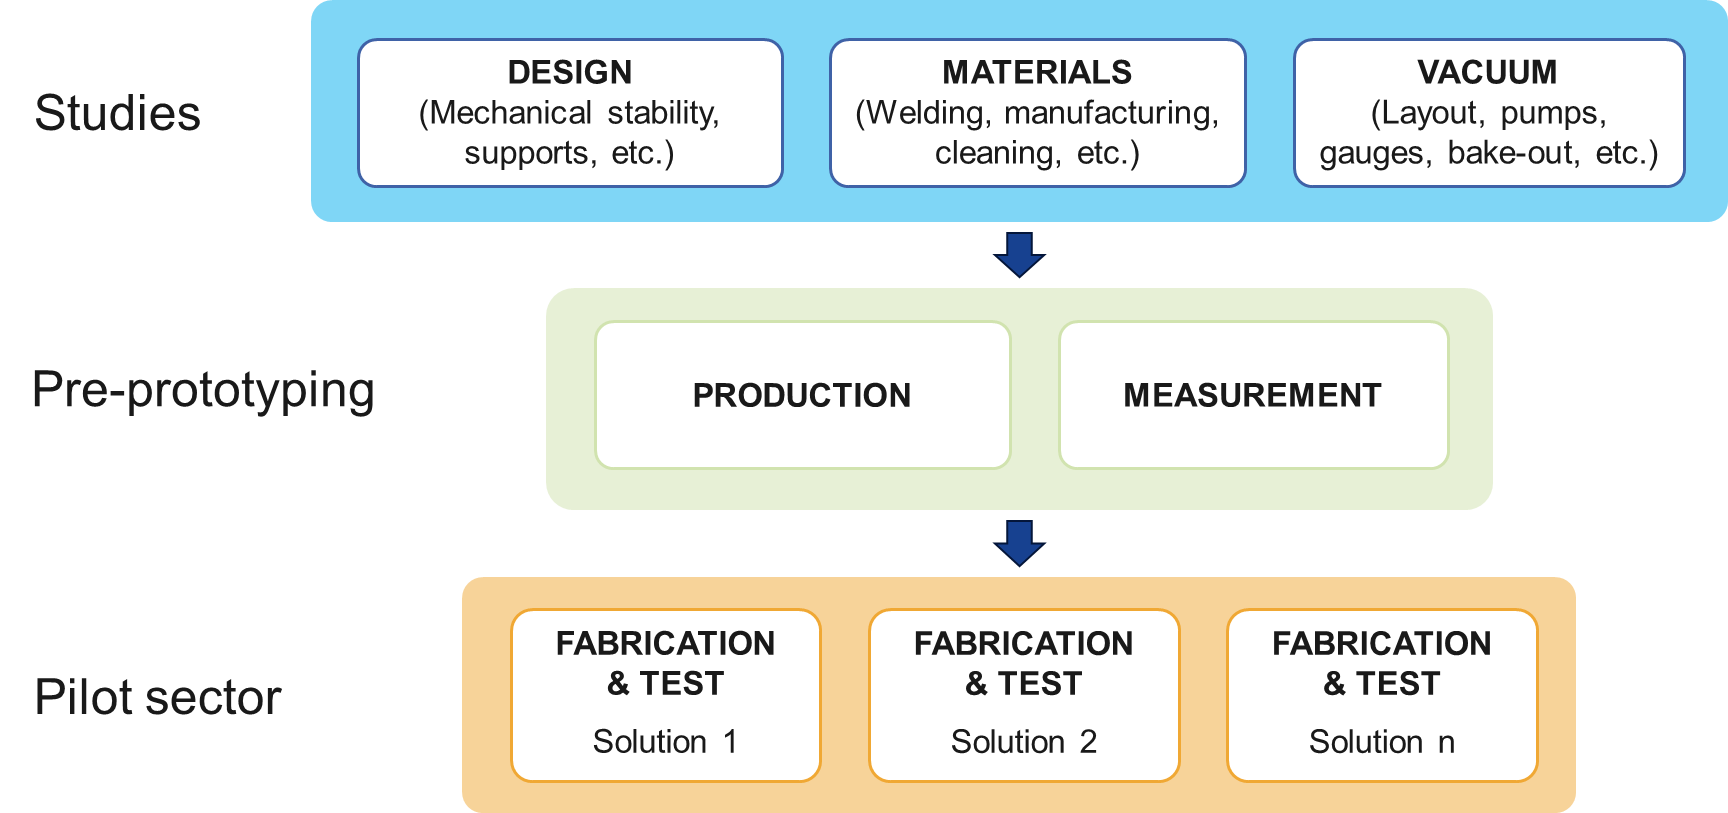 Studies
DESIGN
(Mechanical stability,
supports, etc.)
MATERIALS
(Welding, manufacturing,
cleaning, etc.)
VACUUM
(Layout, pumps,
gauges, bake-out, etc.)
Pre-prototyping
PRODUCTION
MEASUREMENT
Pilot sector
FABRICATION
& TEST
Solution 1
FABRICATION
& TEST
Solution 2
FABRICATION
& TEST
Solution n